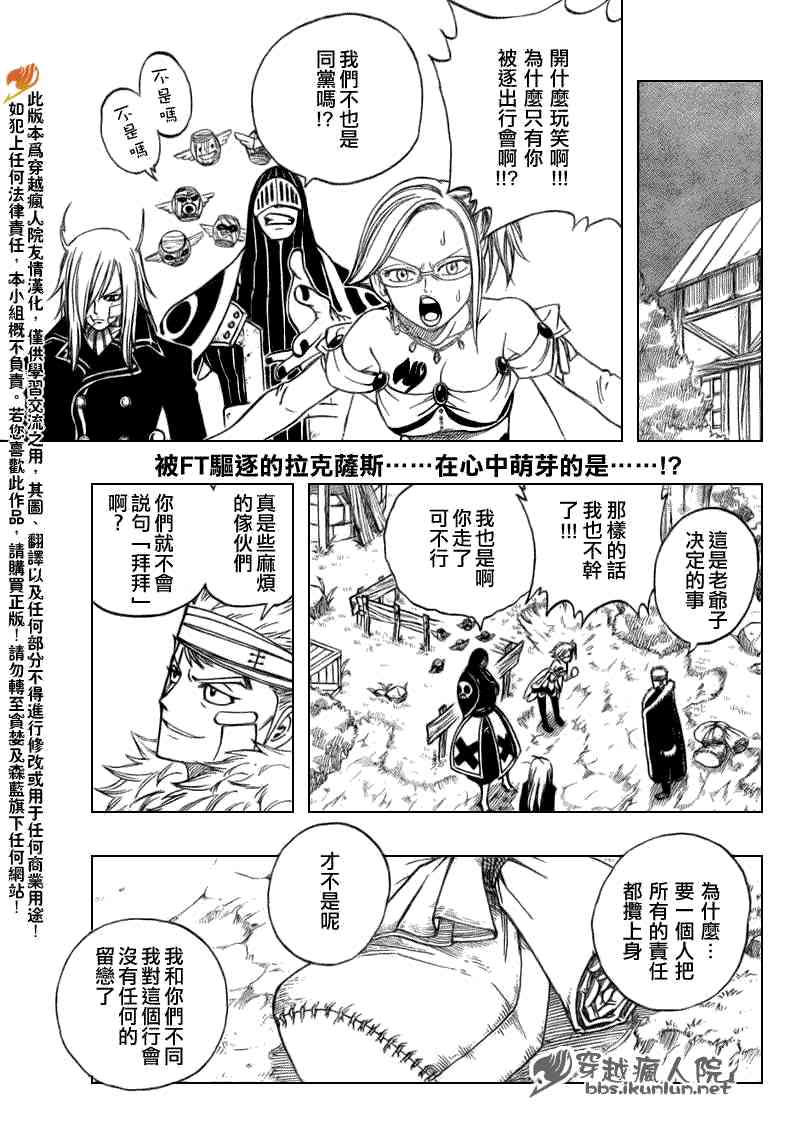 開什麼玩笑啊!!!
為什麼只有你
被逐出行會啊!!!?
我們不也是
同黨嗎!?
不是嗎
不是嗎
被FT驅逐的拉克薩斯……在心中萌芽的是……!?
這是老爺子
決定的事
那樣的話
我也不幹
了!!!
我也是啊
你走了
可不行
真是些麻煩
的傢伙們
你們就不會
説句「拜拜」
啊?
為什麼…
要一個人把
所有的責任
都攬上身
才不是呢
我和你們不同
我對這個行會
沒有任何的
留戀了
此版本爲穿越瘋人院友情漢化，僅供學習交流之用，其圖、翻譯以及任何部分不得進行修改或用于任何商業用途！
如犯上任何法律責任，本小組概不負責。若您喜歡此作品，請購買正版！請勿轉至貪婪及森藍旗下任何網站！
穿越瘋人院
bbs.ikunlun.net